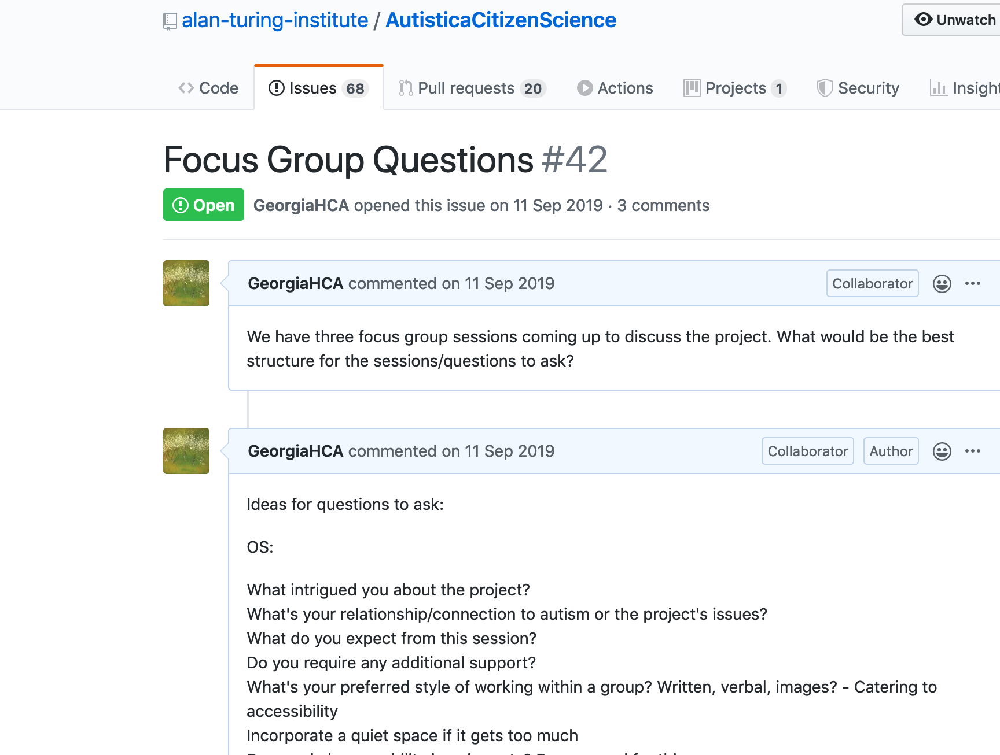 alan-turing-institute / AutisticaCitizenScience
Unwatch
Code
Issues 68
Pull requests 20
Actions
Projects 1
Security
Focus Group Questions #42
Open
GeorgiaHCA opened this issue on 11 Sep 2019 · 3 comments
GeorgiaHCA commented on 11 Sep 2019
Collaborator
We have three focus group sessions coming up to discuss the project. What would be the best
structure for the sessions/questions to ask?
GeorgiaHCA commented on 11 Sep 2019
Collaborator
Author
Ideas for questions to ask:
OS:
What intrigued you about the project?
What's your relationship/connection to autism or the project's issues?
What do you expect from this session?
Do you require any additional support?
What's your preferred style of working within a group? Written, verbal, images? - Catering to
accessibility
Incorporate a quiet space if it gets too much